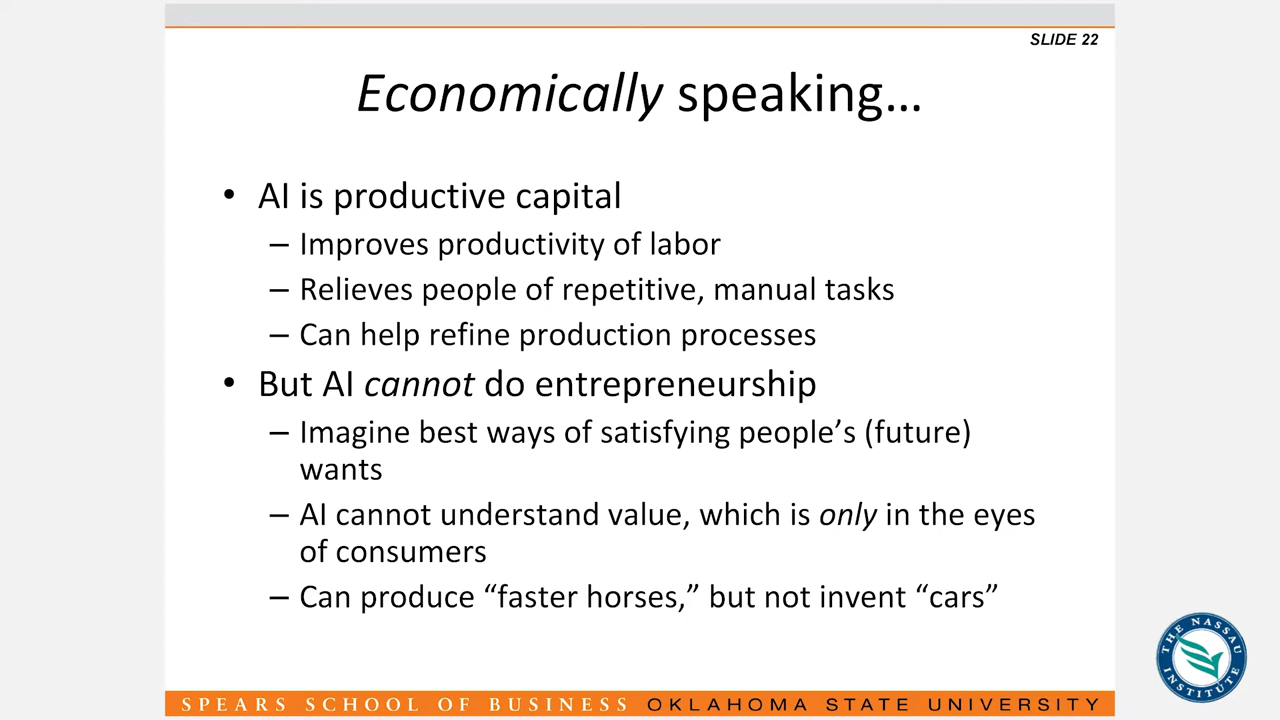 SLIDE 22
Economically speaking…
• AI is productive capital
– Improves productivity of labor
– Relieves people of repetitive, manual tasks
– Can help refine production processes
• But AI cannot do entrepreneurship
– Imagine best ways of satisfying people’s (future)
wants
– AI cannot understand value, which is only in the eyes
of consumers
– Can produce “faster horses,” but not invent “cars”
THE NASSAU
INSTITUTE
SPEARS SCHOOL OF BUSINESS OKLAHOMA STATE UNIVERSITY